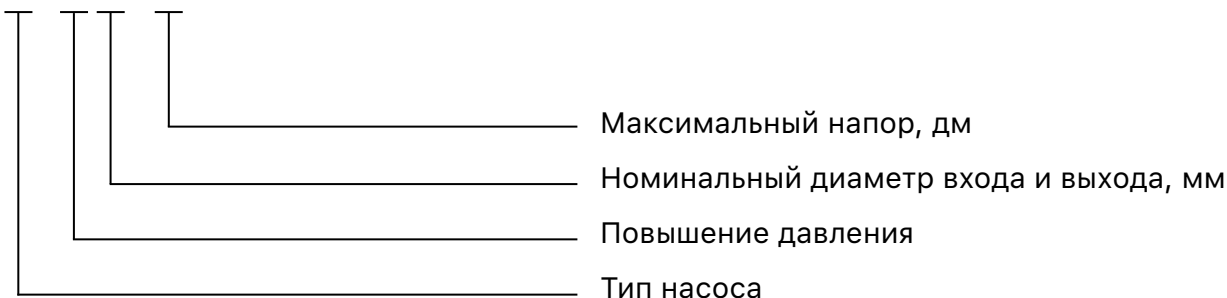 Максимальный напор, дм
Номинальный диаметр входа и выхода, мм
Повышение давления
Тип насоса